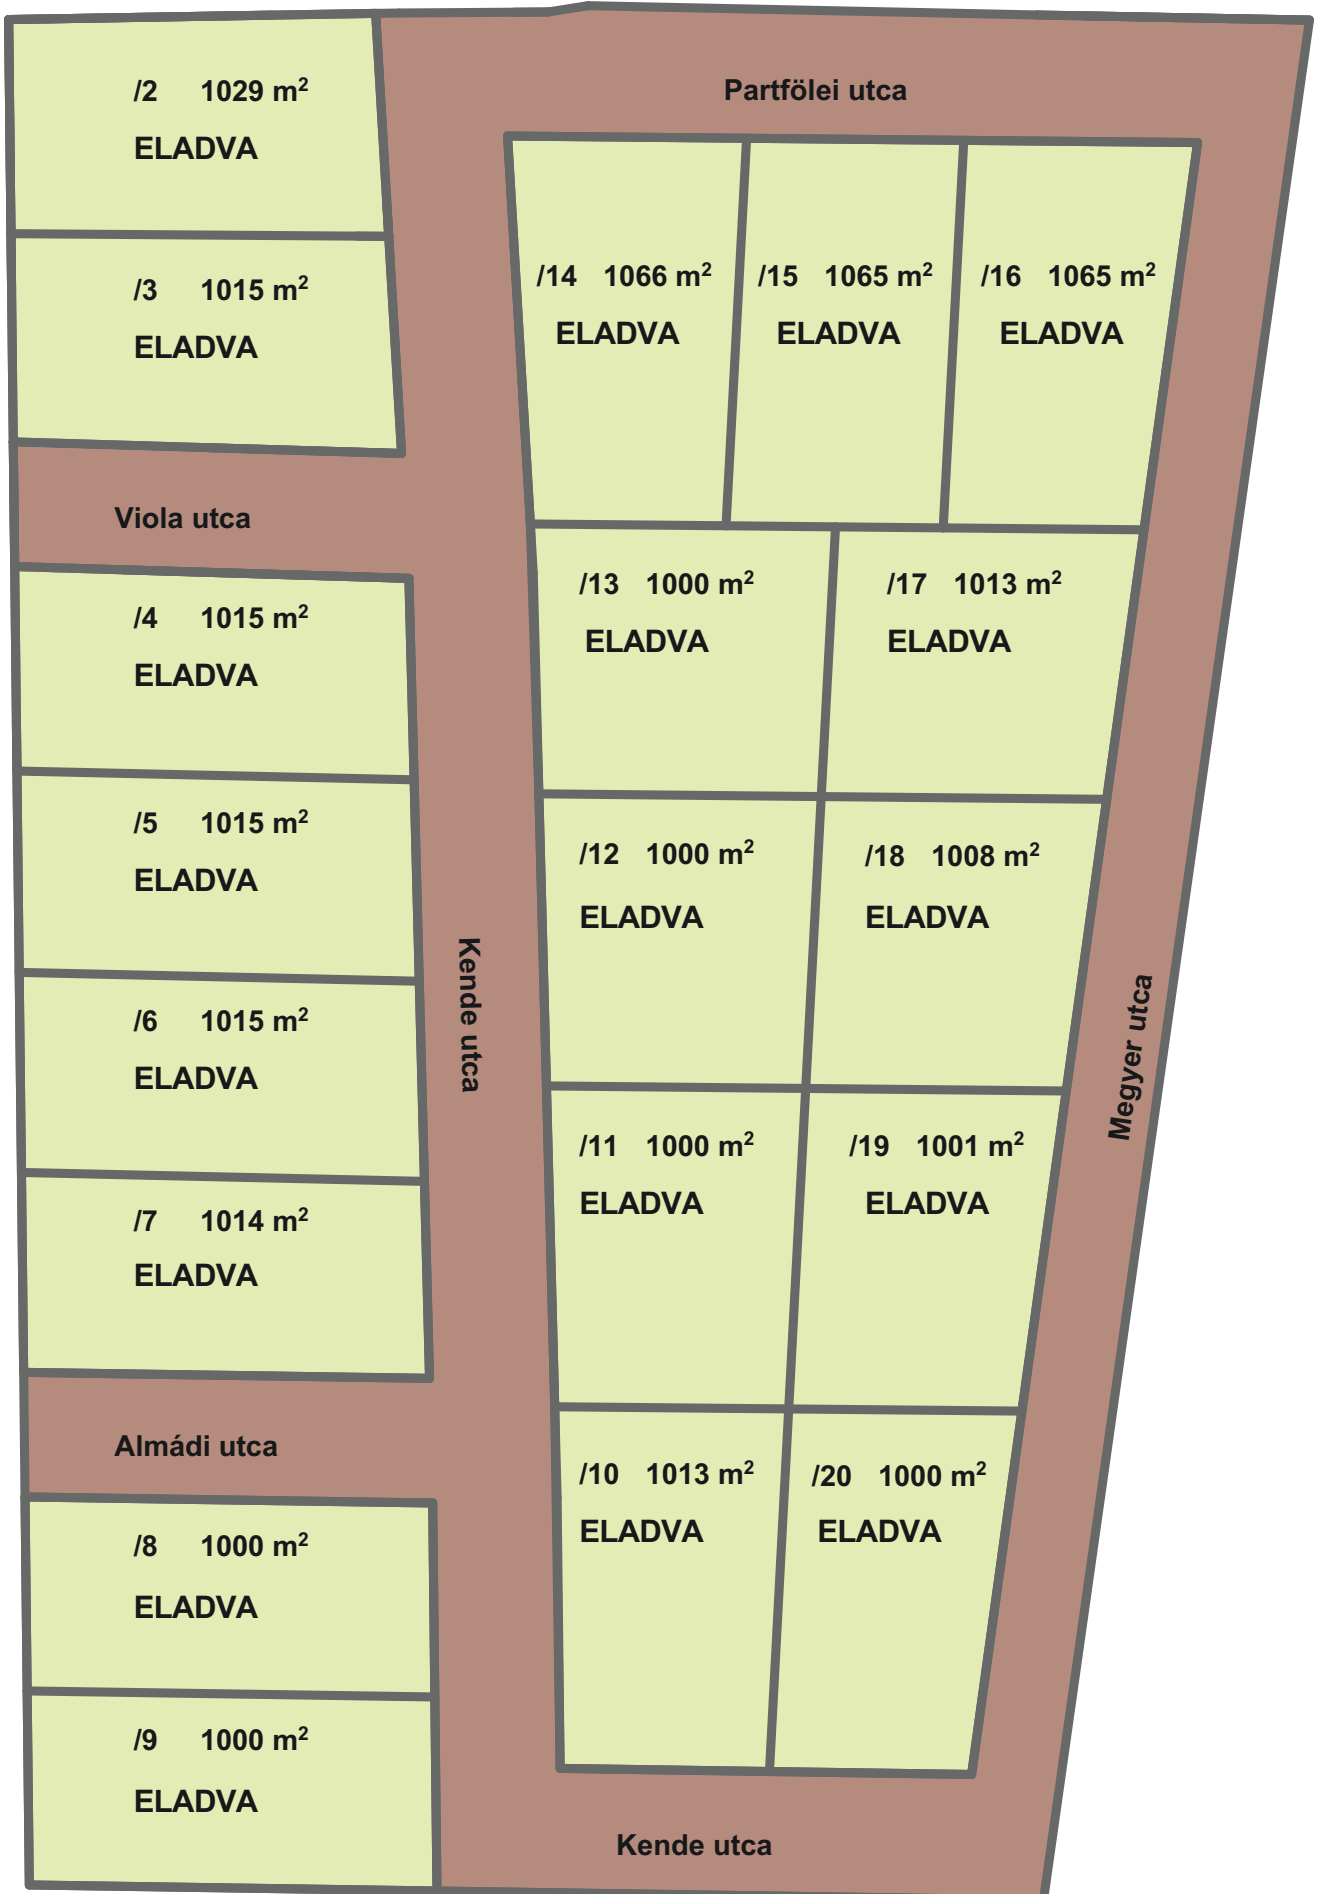 /2 1029 m²
ELADVA
Partfölei utca
/3 1015 m²
ELADVA
/14 1066 m²
ELADVA
/15 1065 m²
ELADVA
/16 1065 m²
ELADVA
Viola utca
/4 1015 m²
ELADVA
/13 1000 m²
ELADVA
/17 1013 m²
ELADVA
/5 1015 m²
ELADVA
/12 1000 m²
ELADVA
/18 1008 m²
ELADVA
Kende utca
Megyer utca
/6 1015 m²
ELADVA
/11 1000 m²
ELADVA
/19 1001 m²
ELADVA
/7 1014 m²
ELADVA
Almádi utca
/10 1013 m²
ELADVA
/20 1000 m²
ELADVA
/8 1000 m²
ELADVA
/9 1000 m²
ELADVA
Kende utca